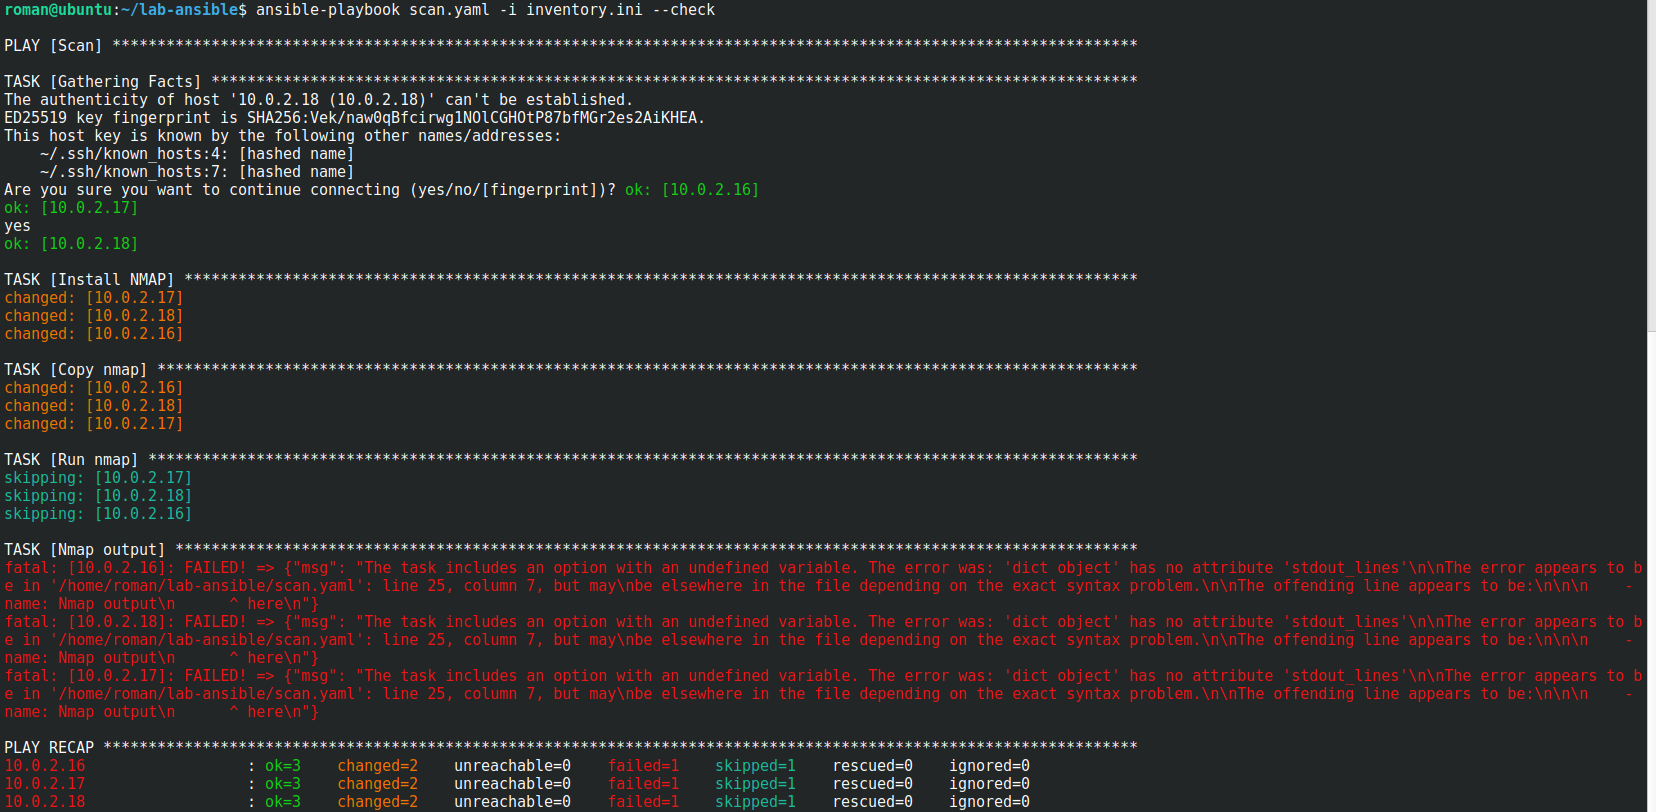 roman@ubuntu:~/lab-ansible$ ansible-playbook scan.yaml -i inventory.ini --check
PLAY [Scan] ******************************************************************************************************************
TASK [Gathering Facts] *******************************************************************************************************
The authenticity of host '10.0.2.18 (10.0.2.18)' can't be established.
ED25519 key fingerprint is SHA256:Vek/naw0qBfcirwg1NOlCGHOtP87bfMGr2es2AiKHEA.
This host key is known by the following other names/addresses:
    ~/.ssh/known_hosts:4: [hashed name]
    ~/.ssh/known_hosts:7: [hashed name]
Are you sure you want to continue connecting (yes/no/[fingerprint])? ok: [10.0.2.16]
ok: [10.0.2.17]
yes
ok: [10.0.2.18]
TASK [Install NMAP] **********************************************************************************************************
changed: [10.0.2.17]
changed: [10.0.2.18]
changed: [10.0.2.16]
TASK [Copy nmap] *************************************************************************************************************
changed: [10.0.2.16]
changed: [10.0.2.18]
changed: [10.0.2.17]
TASK [Run nmap] **************************************************************************************************************
skipping: [10.0.2.17]
skipping: [10.0.2.18]
skipping: [10.0.2.16]
TASK [Nmap output] ***********************************************************************************************************
fatal: [10.0.2.16]: FAILED! => {"msg": "The task includes an option with an undefined variable. The error was: 'dict object' has no attribute 'stdout_lines'\n\nThe error appears to b
e in '/home/roman/lab-ansible/scan.yaml': line 25, column 7, but may\nbe elsewhere in the file depending on the exact syntax problem.\n\nThe offending line appears to be:\n\n\n    -
name: Nmap output\n      ^ here\n"}
fatal: [10.0.2.18]: FAILED! => {"msg": "The task includes an option with an undefined variable. The error was: 'dict object' has no attribute 'stdout_lines'\n\nThe error appears to b
e in '/home/roman/lab-ansible/scan.yaml': line 25, column 7, but may\nbe elsewhere in the file depending on the exact syntax problem.\n\nThe offending line appears to be:\n\n\n    -
name: Nmap output\n      ^ here\n"}
fatal: [10.0.2.17]: FAILED! => {"msg": "The task includes an option with an undefined variable. The error was: 'dict object' has no attribute 'stdout_lines'\n\nThe error appears to b
e in '/home/roman/lab-ansible/scan.yaml': line 25, column 7, but may\nbe elsewhere in the file depending on the exact syntax problem.\n\nThe offending line appears to be:\n\n\n    -
name: Nmap output\n      ^ here\n"}
PLAY RECAP *******************************************************************************************************************
10.0.2.16                  : ok=3    changed=2    unreachable=0    failed=1    skipped=1    rescued=0    ignored=0
10.0.2.17                  : ok=3    changed=2    unreachable=0    failed=1    skipped=1    rescued=0    ignored=0
10.0.2.18                  : ok=3    changed=2    unreachable=0    failed=1    skipped=1    rescued=0    ignored=0